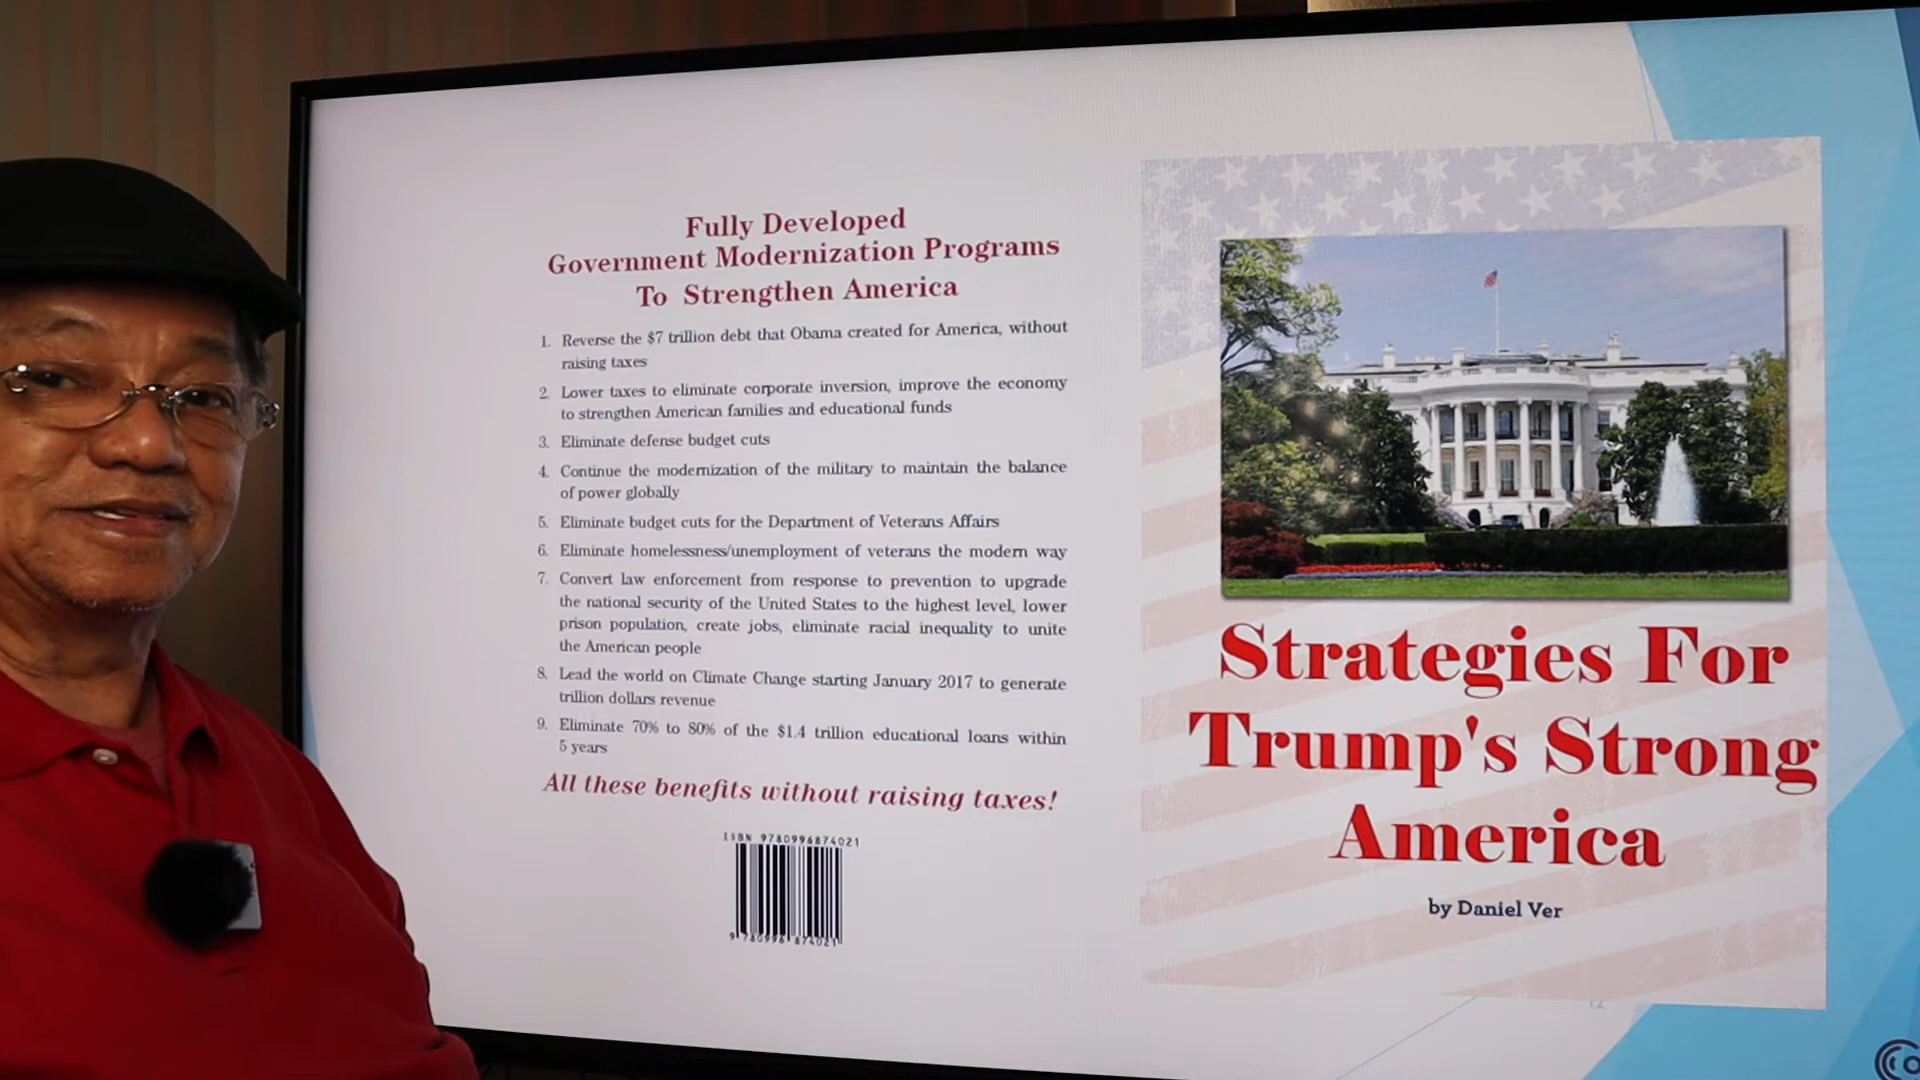 Fully Developed
Government Modernization Programs
To Strengthen America
1. Reverse the $7 trillion debt that Obama created for America, without
raising taxes
2. Lower taxes to eliminate corporate inversion, improve the economy
to strengthen American families and educational funds
3. Eliminate defense budget cuts
4. Continue the modernization of the military to maintain the balance
of power globally
5. Eliminate budget cuts for the Department of Veterans Affairs
6. Eliminate homelessness/unemployment of veterans the modern way
7. Convert law enforcement from response to prevention to upgrade
the national security of the United States to the highest level, lower
prison population, create jobs, eliminate racial inequality to unite
the American people
8. Lead the world on Climate Change starting January 2017 to generate
trillion dollars revenue
9. Eliminate 70% to 80% of the $1.4 trillion educational loans within
5 years
All these benefits without raising taxes!
ISBN 9780996874021
9 780996 874021
Strategies For
Trump's Strong
America
by Daniel Ver
12